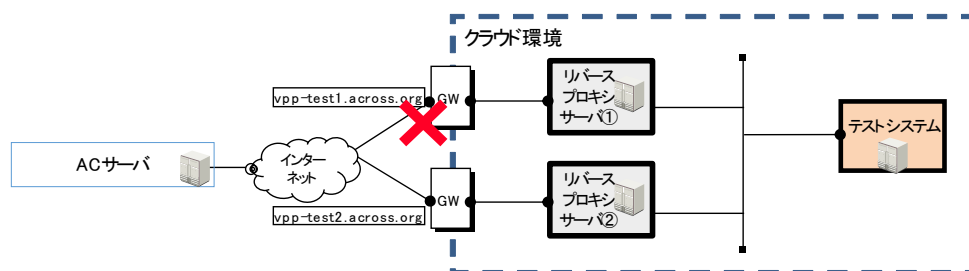 クラウド環境
vpp-test1.across.org
GW
リバース
プロキシ
サーバ①
テストシステム
ACサーバ
インター
ネット
vpp-test2.across.org
GW
リバース
プロキシ
サーバ②